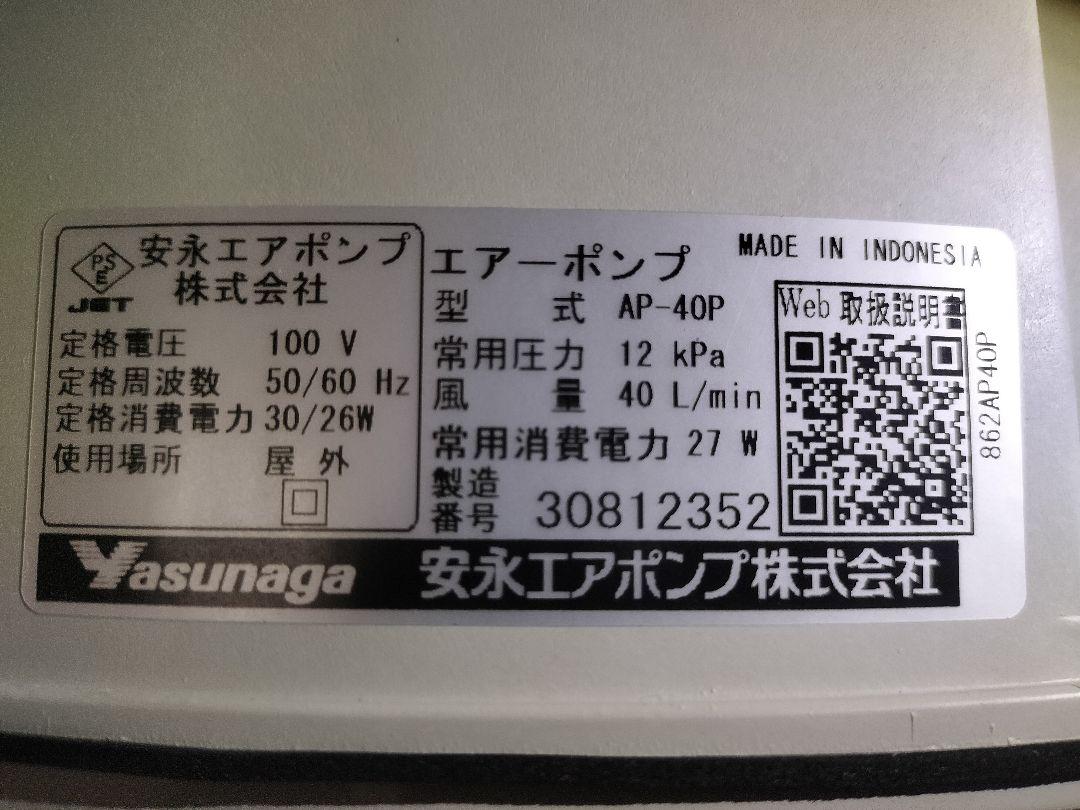 PS
E
JET
安永エアポンプ
株式会社
定格電圧 100 V
定格周波数 50/60 Hz
定格消費電力 30/26W
使用場所 屋 外
エアーポンプ
MADE IN INDONESIA
型 式 AP-40P
常用圧力 12 kPa
風 量 40 L/min
常用消費電力 27 W
製造
番号 30812352
Web 取扱説明書
862AP40P
Yasunaga 安永エアポンプ株式会社